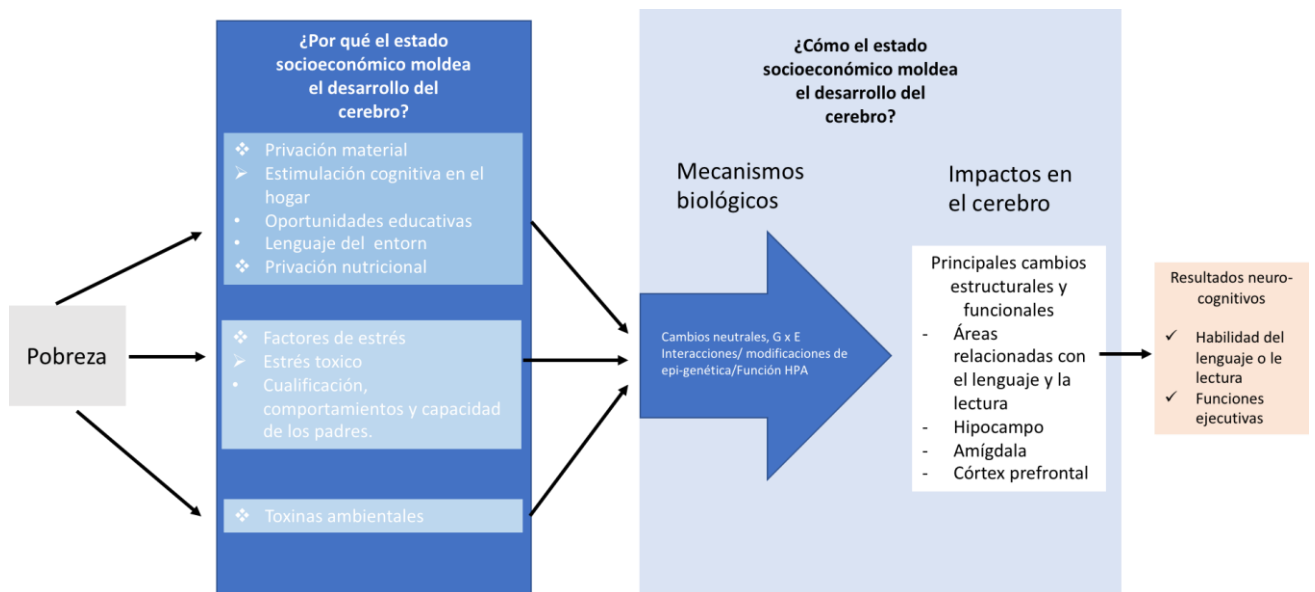 Pobreza
¿Por qué el estado
socioeconómico moldea
el desarrollo del
cerebro?
❖ Privación material
➢ Estimulación cognitiva en el
hogar
• Oportunidades educativas
• Lenguaje del entorn
❖ Privación nutricional
❖ Factores de estrés
➢ Estrés toxico
• Cualificación,
comportamientos y capacidad
de los padres.
❖ Toxinas ambientales
¿Cómo el estado
socioeconómico moldea
el desarrollo del
cerebro?
Mecanismos
biológicos
Cambios neutrales, G x E
Interacciones/ modificaciones de
epi-genética/Función HPA
Impactos en
el cerebro
Principales cambios
estructurales y
funcionales
- Áreas
relacionadas con
el lenguaje y la
lectura
- Hipocampo
- Amígdala
- Córtex prefrontal
Resultados neuro-
cognitivos
✓ Habilidad del
lenguaje o le
lectura
✓ Funciones
ejecutivas